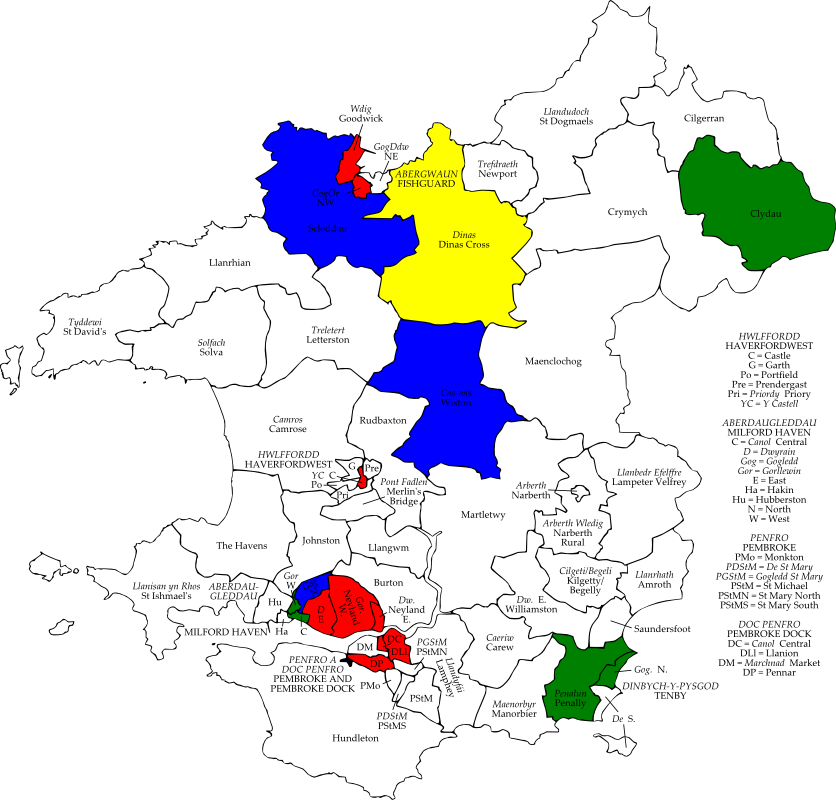 Wdig
Goodwick
GogDdw
NE
GogOr
NW
Scleddau
ABERGWAUN
FISHGUARD
Trefdraeth
Newport
Llandudoch
St Dogmaels
Cilgerran
Crymych
Clydau
Dinas
Dinas Cross
Llanrhian
Tyddewi
St David's
Solfach
Solva
Treletert
Letterston
Maenclochog
Wiston
Camros
Camrose
Rudbaxton
HWLFFORDD
HAVERFORDWEST
G
Pre
YC
C
Po
Pri
Pont Fadlen
Merlin's
Bridge
Martletwy
Arberth
Narberth
Arberth Wledig
Narberth
Rural
Llanbedr Efelffre
Lampeter Velfrey
The Havens
Johnston
Llangwm
Burton
Llanisan yn Rhos
St Ishmael's
ABERDAU-
GLEDDAU
MILFORD HAVEN
Gor
W
Hu
Ha
C
Neyland
W.
Dw.
Neyland
E.
Cilgeti/Begeli
Kilgetty/
Begelly
Llanrhath
Amroth
Dw. E.
Williamston
Saundersfoot
Caeriw
Carew
DM
DC
DLl
DP
PGStM
PStMN
PENFRO A
DOC PENFRO
PEMBROKE AND
PEMBROKE DOCK
PMo
PStM
PDStM
PStMS
Llandyfái
Lamphey
Hundleton
Maenorbyr
Manorbier
Penalun
Penally
Gog. N.
DINBYCH-Y-PYSGOD
TENBY
De S.
HWLFFORDD
HAVERFORDWEST
C = Castle
G = Garth
Po = Portfield
Pre = Prendergast
Pri = Priordy Priory
YC = Y Castell
ABERDAUGLEDDAU
MILFORD HAVEN
C = Canol Central
D = Dwyrain
Gog = Gogledd
Gor = Gorllewin
E = East
Ha = Hakin
Hu = Hubberston
N = North
W = West
PENFRO
PEMBROKE
PMo = Monkton
PDStM = De St Mary
PGStM = Gogledd St Mary
PStM = St Michael
PStMN = St Mary North
PStMS = St Mary South
DOC PENFRO
PEMBROKE DOCK
DC = Canol Central
DLl = Llanion
DM = Marchnad Market
DP = Pennar